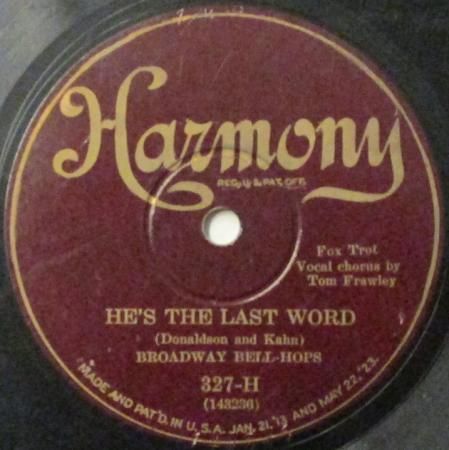 Harmony
REG. U.S. PAT. OFF.
Fox Trot
Vocal chorus by
Tom Frawley
HE'S THE LAST WORD
(Donaldson and Kahn)
BROADWAY BELL-HOPS
327-H
(143236)
MADE AND PAT'D. IN U.S.A. JAN. 21, '13 AND MAY 22, '23.